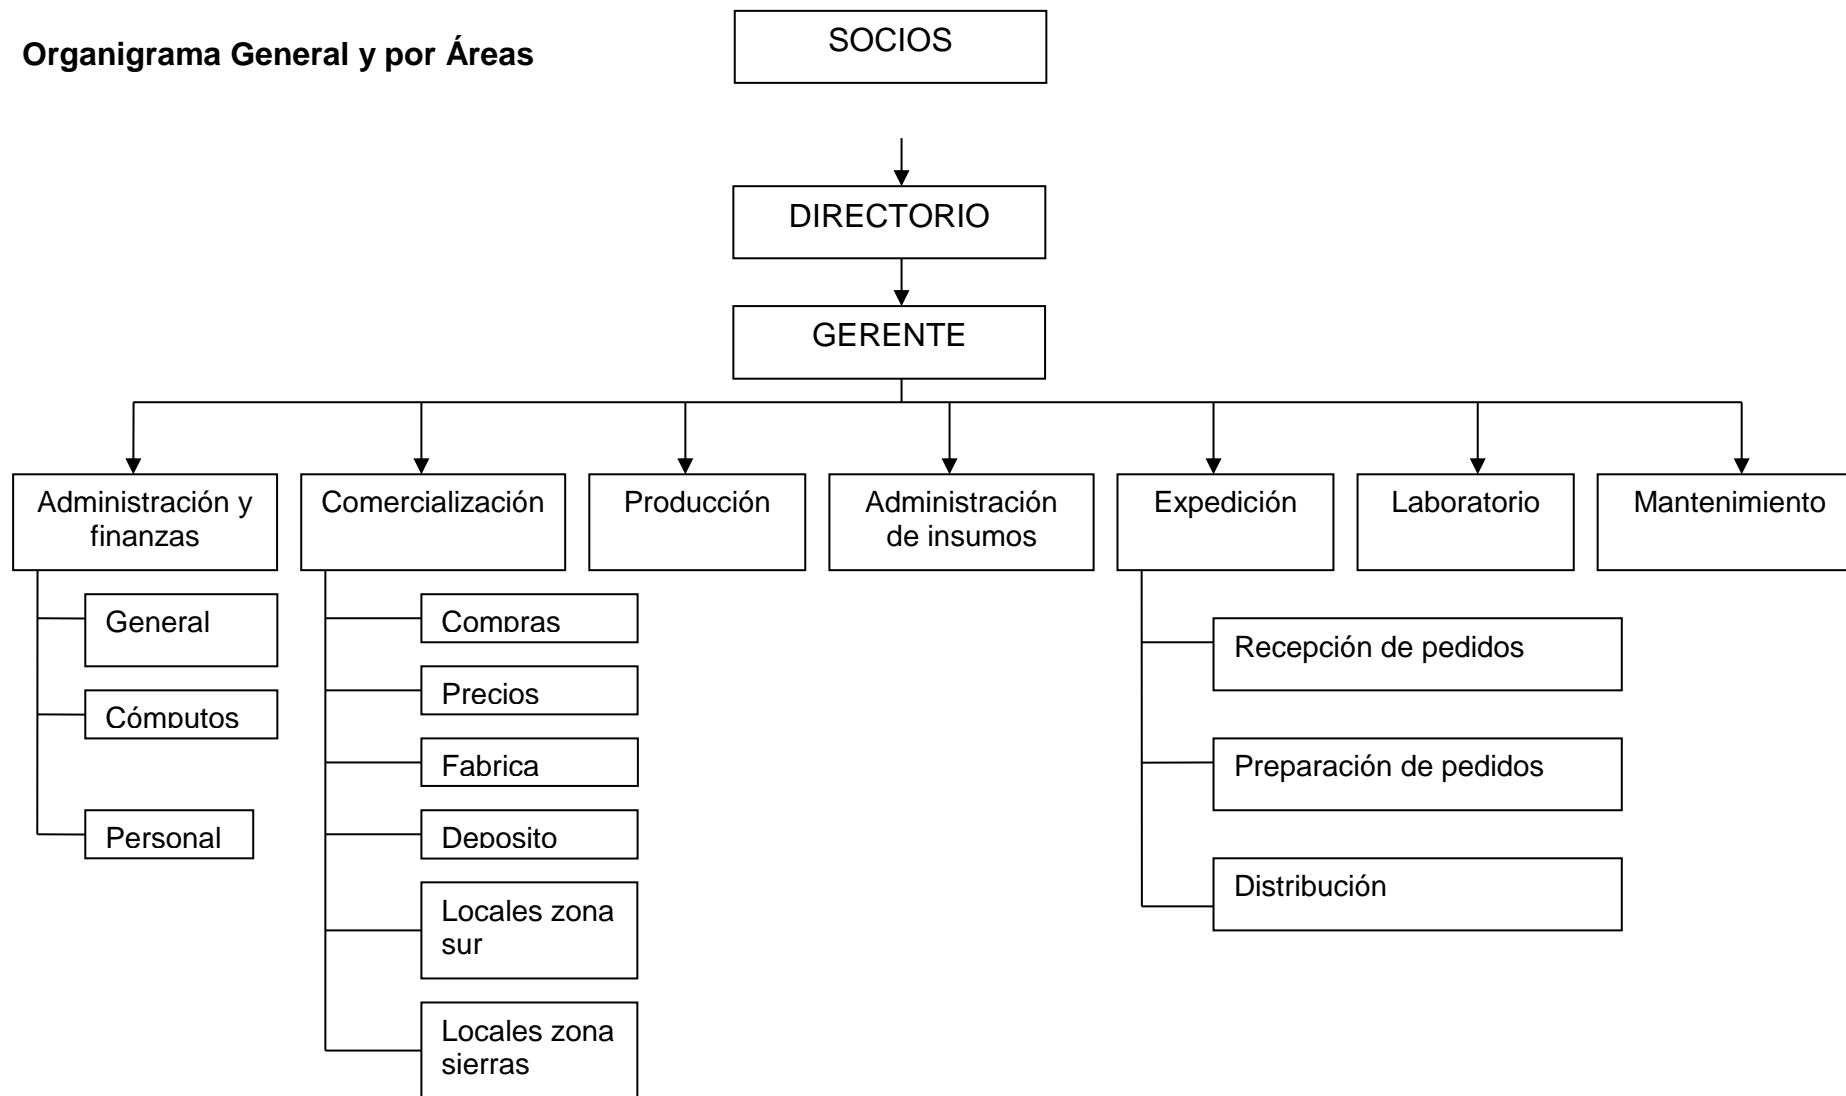 Organigrama General y por Áreas
SOCIOS
DIRECTORIO
GERENTE
Administración y
finanzas
Comercialización
Producción
Administración
de insumos
Expedición
Laboratorio
Mantenimiento
General
Cómputos
Personal
Compras
Precios
Fabrica
Deposito
Locales zona
sur
Locales zona
sierras
Recepción de pedidos
Preparación de pedidos
Distribución